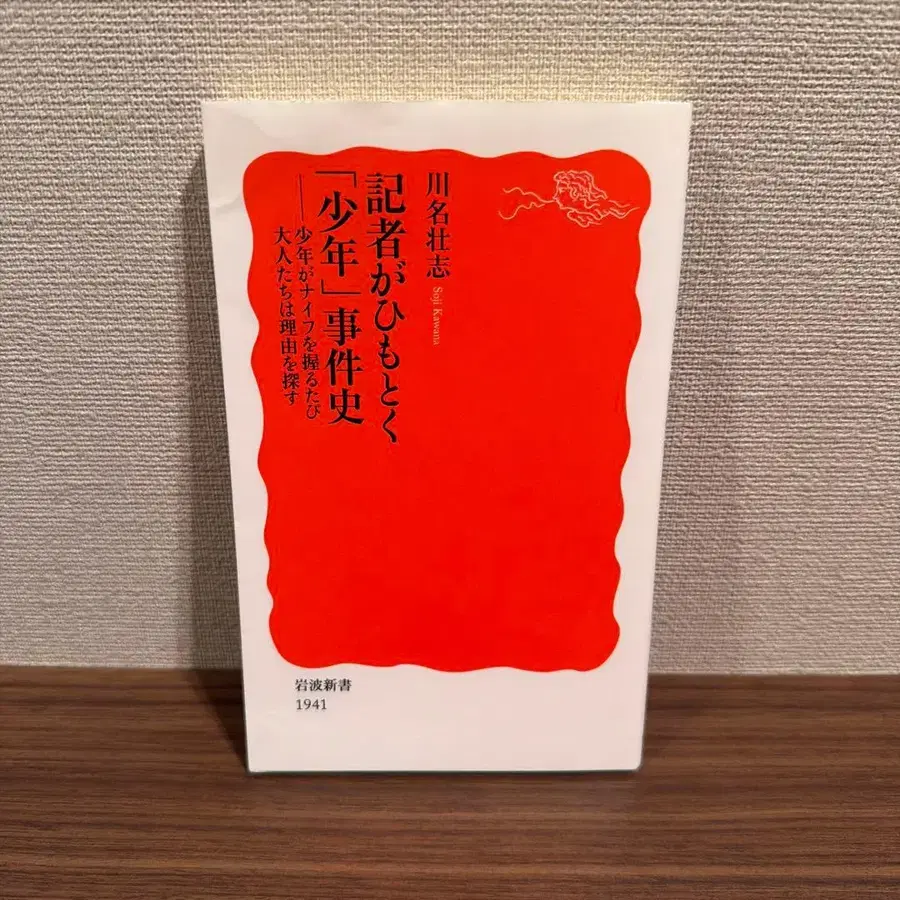 川名壮志 Soji Kawana
記者がひもとく
「少年」事件史
——少年がナイフを握るたび
大人たちは理由を探す
岩波新書
1941